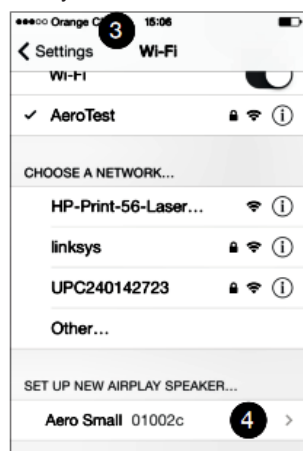 Orange C 3 15:06
Settings Wi-Fi
Wi-Fi
AeroTest
CHOOSE A NETWORK...
HP-Print-56-Laser...
linksys
UPC240142723
Other...
SET UP NEW AIRPLAY SPEAKER...
Aero Small 01002c 4